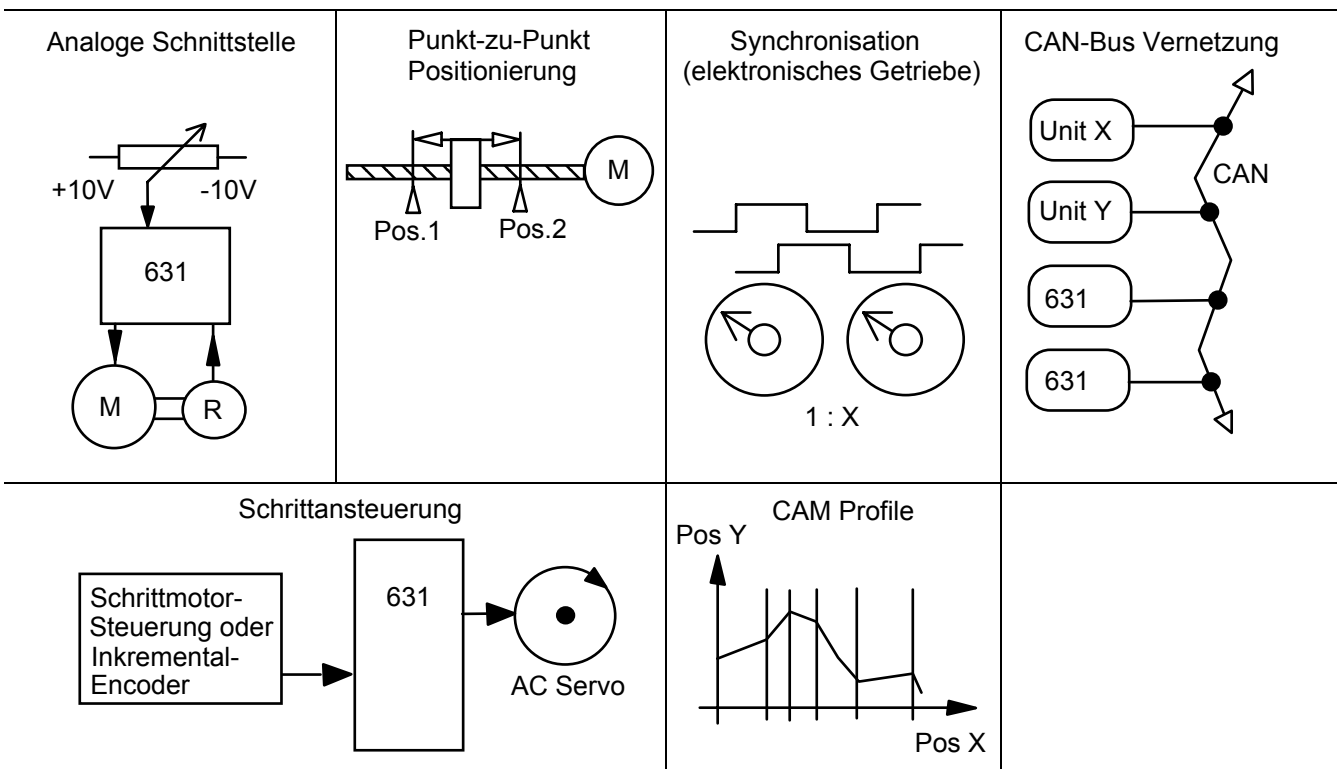 Analoge Schnittstelle
+10V
-10V
631
M
R
Punkt-zu-Punkt
Positionierung
M
Pos.1
Pos.2
Synchronisation
(elektronisches Getriebe)
1 : X
CAN-Bus Vernetzung
Unit X
CAN
Unit Y
631
631
Schrittansteuerung
Schrittmotor-
Steuerung oder
Inkremental-
Encoder
631
AC Servo
CAM Profile
Pos Y
Pos X